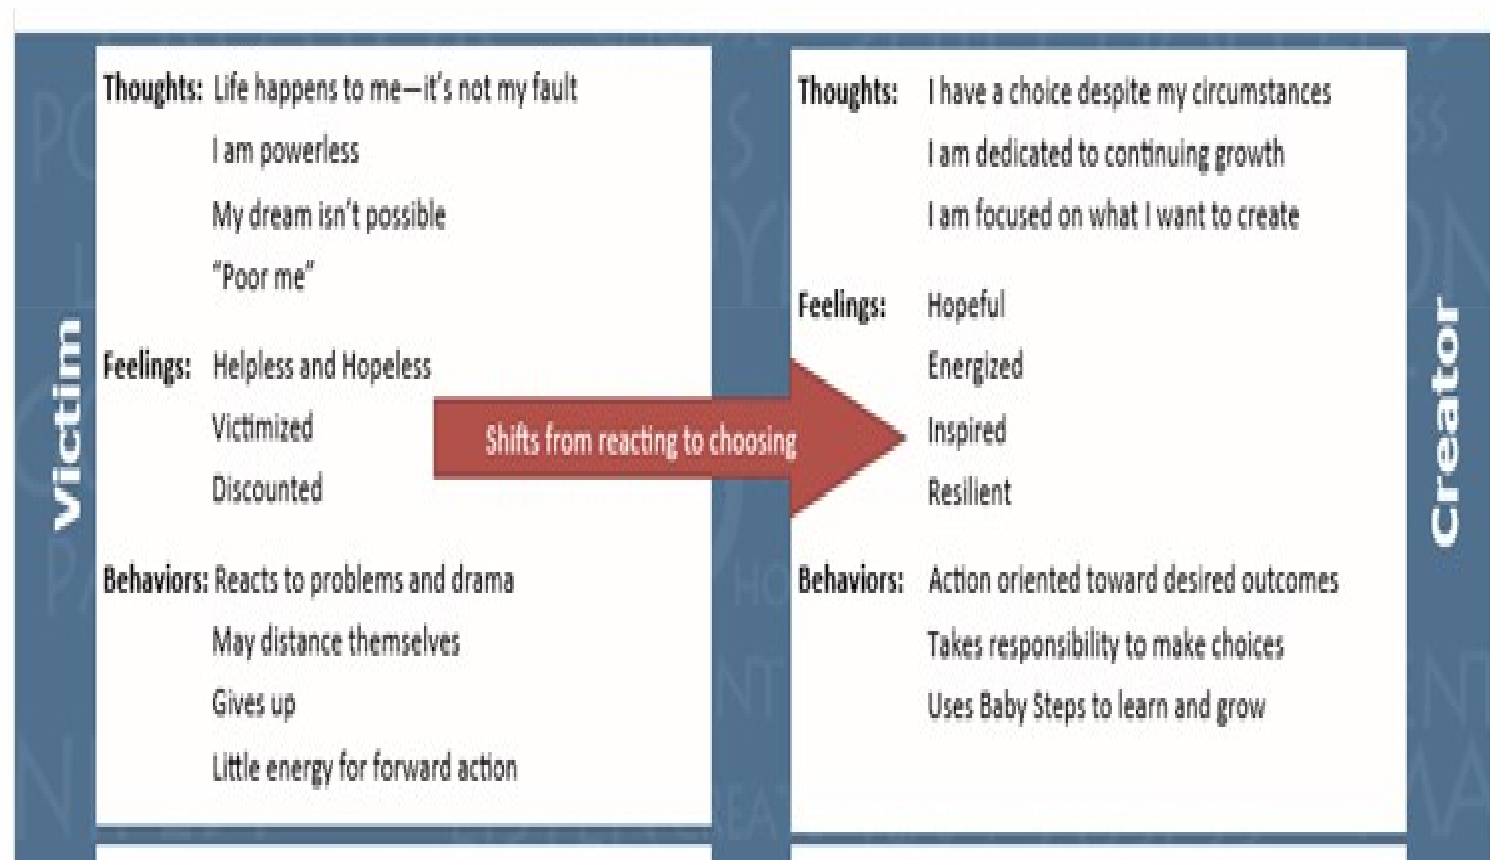 Victim
Thoughts: Life happens to me—it's not my fault
I am powerless
My dream isn't possible
"Poor me"
Feelings: Helpless and Hopeless
Victimized
Discounted
Behaviors: Reacts to problems and drama
May distance themselves
Gives up
Little energy for forward action
Shifts from reacting to choosing
Thoughts: I have a choice despite my circumstances
I am dedicated to continuing growth
I am focused on what I want to create
Feelings: Hopeful
Energized
Inspired
Resilient
Behaviors: Action oriented toward desired outcomes
Takes responsibility to make choices
Uses Baby Steps to learn and grow
Creator